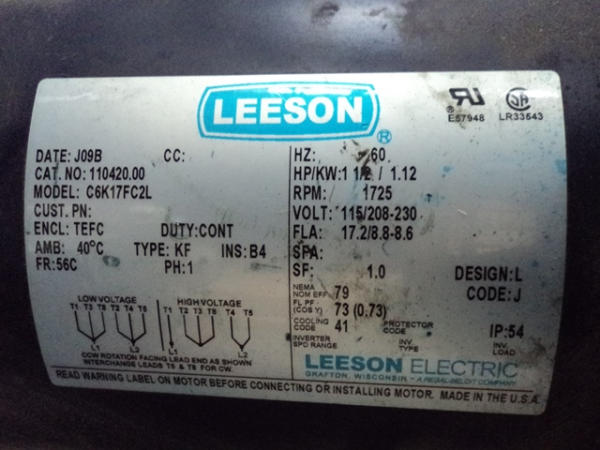 LEESON
®
E57948 LR33543
DATE: J09B CC:
CAT. NO: 110420.00
MODEL: C6K17FC2L
CUST. PN:
ENCL: TEFC DUTY:CONT
AMB: 40°C TYPE: KF INS:B4
FR:56C PH:1
HZ: 60
HP/KW:1 1/2 / 1.12
RPM: 1725
VOLT: 115/208-230
FLA: 17.2/8.8-8.6
SFA:
SF: 1.0 DESIGN:L
NEMA NOM EFF 79 CODE:J
FL PF (COS Y) 73 (0.73)
COOLING CODE 41 PROTECTOR CODE IP:54
INVERTER SPD RANGE INV. TYPE INV. LOAD
LOW VOLTAGE HIGH VOLTAGE
T1 T3 T8 T2 T4 T5 T1 T2 T3 T8 T4 T5
L1 L2 L1 L2
CCW ROTATION FACING LEAD END AS SHOWN
INTERCHANGE LEADS T5 & T8 FOR CW.
LEESON ELECTRIC
GRAFTON, WISCONSIN - A REGAL-BELOIT COMPANY
READ WARNING LABEL ON MOTOR BEFORE CONNECTING OR INSTALLING MOTOR. MADE IN THE U.S.A.